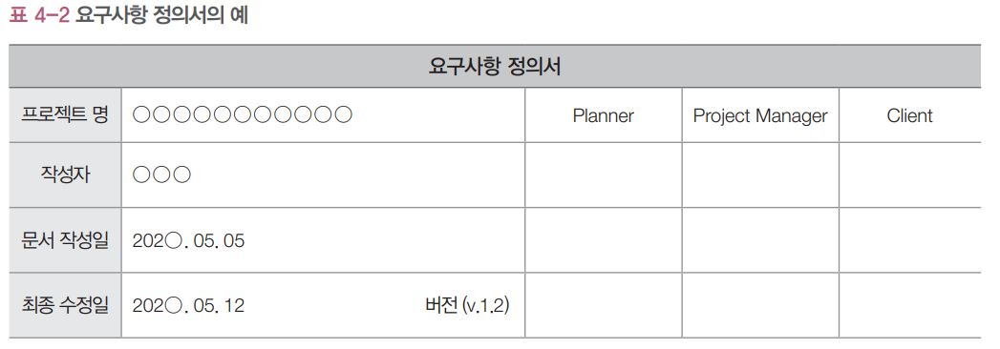 표 4-2 요구사항 정의서의 예
요구사항 정의서
프로젝트 명 ○○○○○○○○○○○ Planner Project Manager Client
작성자 ○○○
문서 작성일 202○. 05. 05
최종 수정일 202○. 05. 12 버전 (v.1.2)